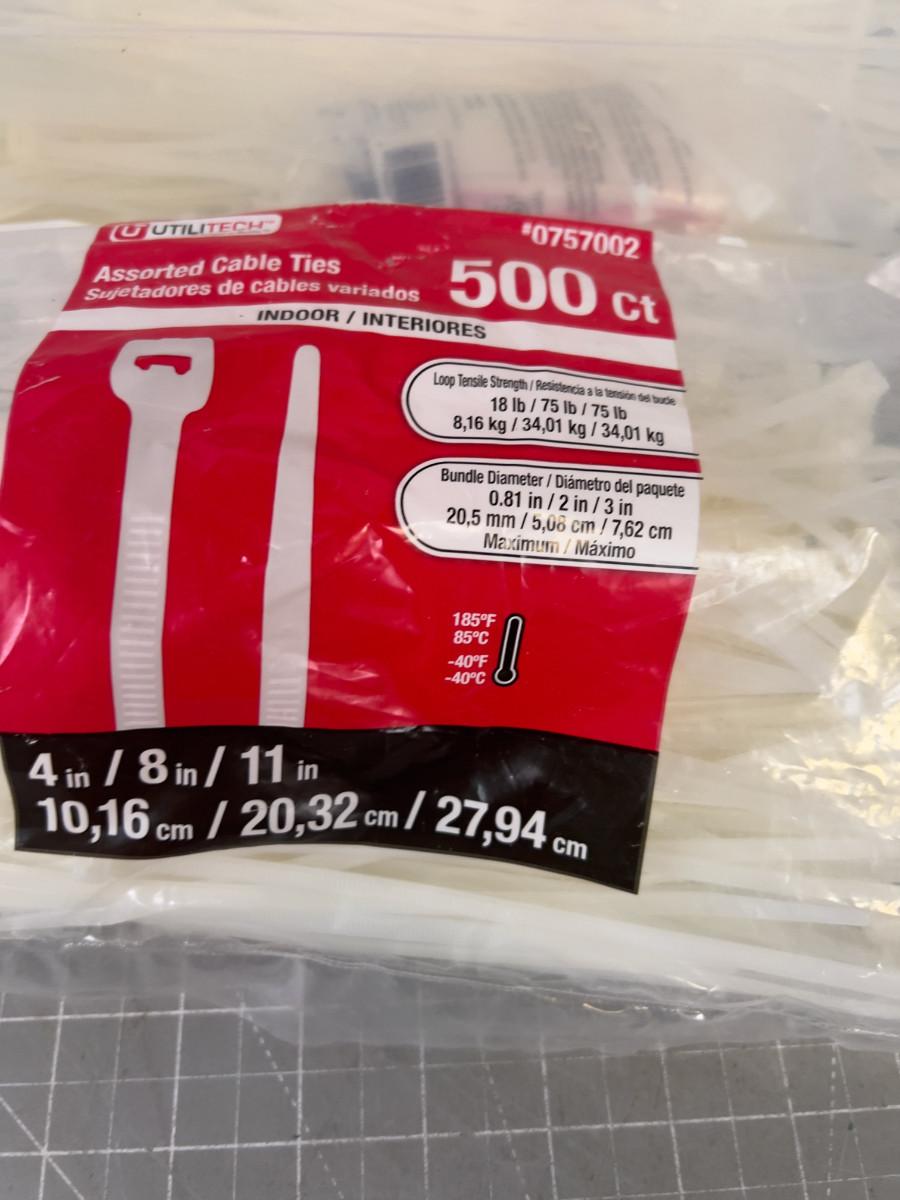 UTILITECH™
#0757002
Assorted Cable Ties
Sujetadores de cables variados
500 Ct
INDOOR / INTERIORES
Loop Tensile Strength / Resistencia a la tensión del bucle
18 lb / 75 lb / 75 lb
8,16 kg / 34,01 kg / 34,01 kg
Bundle Diameter / Diámetro del paquete
0.81 in / 2 in / 3 in
20,5 mm / 5,08 cm / 7,62 cm
Maximum / Máximo
185°F
85°C
-40°F
-40°C
4 in / 8 in / 11 in
10,16 cm / 20,32 cm / 27,94 cm